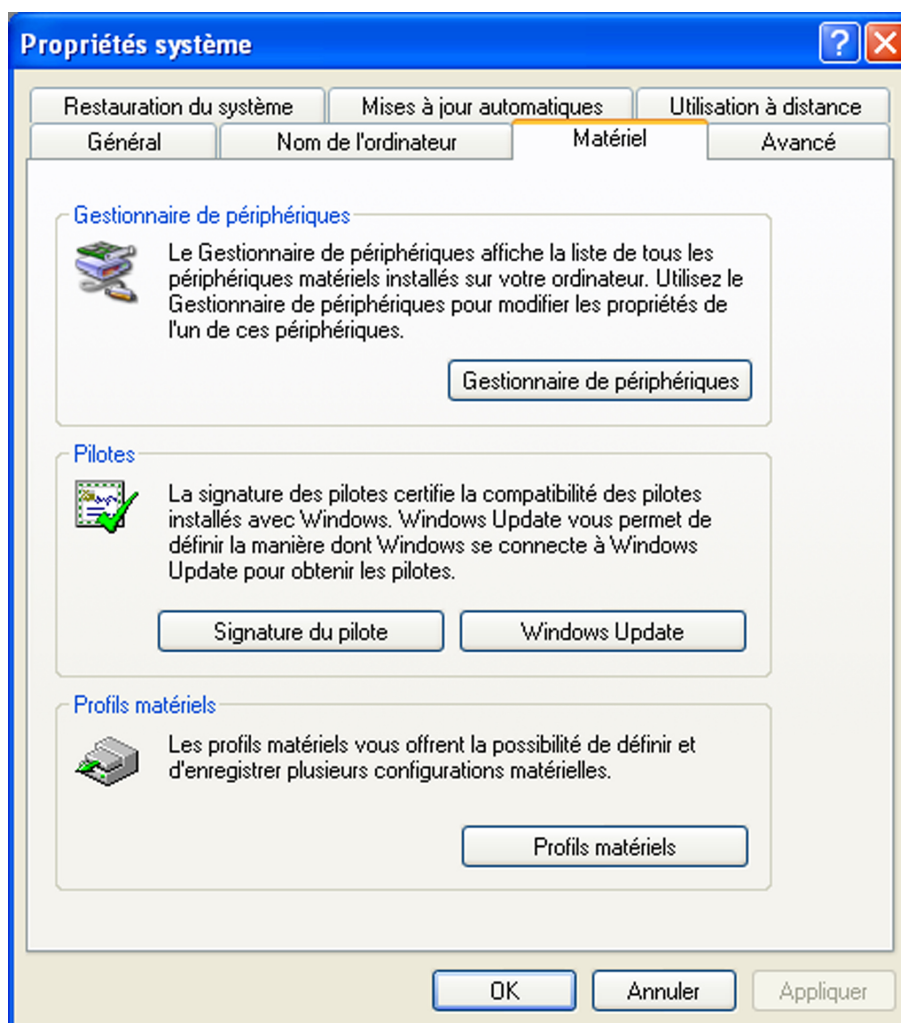 Propriétés système
Restauration du système
Mises à jour automatiques
Utilisation à distance
Général
Nom de l'ordinateur
Matériel
Avancé
Gestionnaire de périphériques
Le Gestionnaire de périphériques affiche la liste de tous les
périphériques matériels installés sur votre ordinateur. Utilisez le
Gestionnaire de périphériques pour modifier les propriétés de
l'un de ces périphériques.
Gestionnaire de périphériques
Pilotes
La signature des pilotes certifie la compatibilité des pilotes
installés avec Windows. Windows Update vous permet de
définir la manière dont Windows se connecte à Windows
Update pour obtenir les pilotes.
Signature du pilote
Windows Update
Profils matériels
Les profils matériels vous offrent la possibilité de définir et
d'enregistrer plusieurs configurations matérielles.
Profils matériels
OK
Annuler
Appliquer